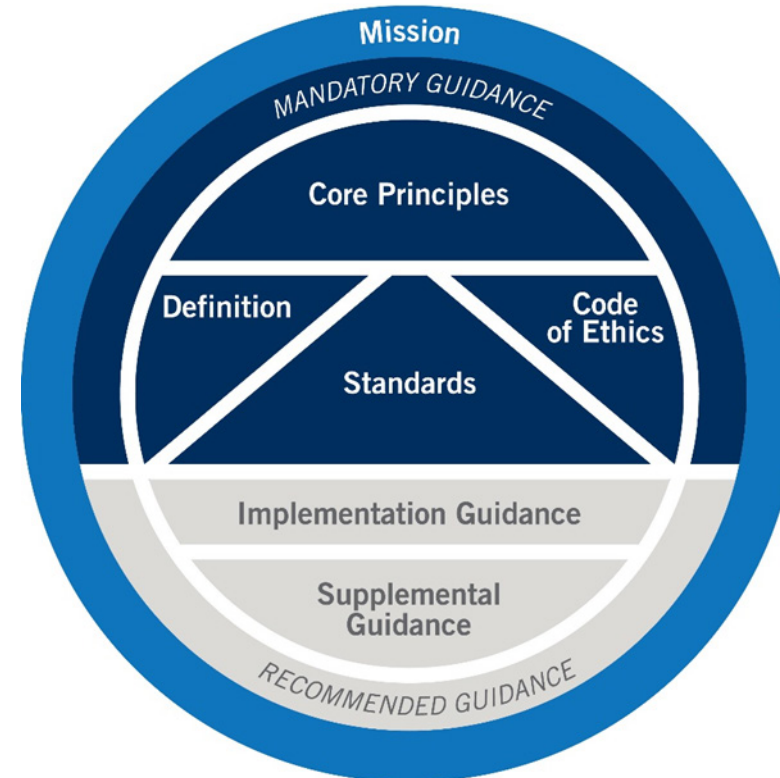 Mission
MANDATORY GUIDANCE
Core Principles
Definition
Code
of Ethics
Standards
Implementation Guidance
Supplemental
Guidance
RECOMMENDED GUIDANCE